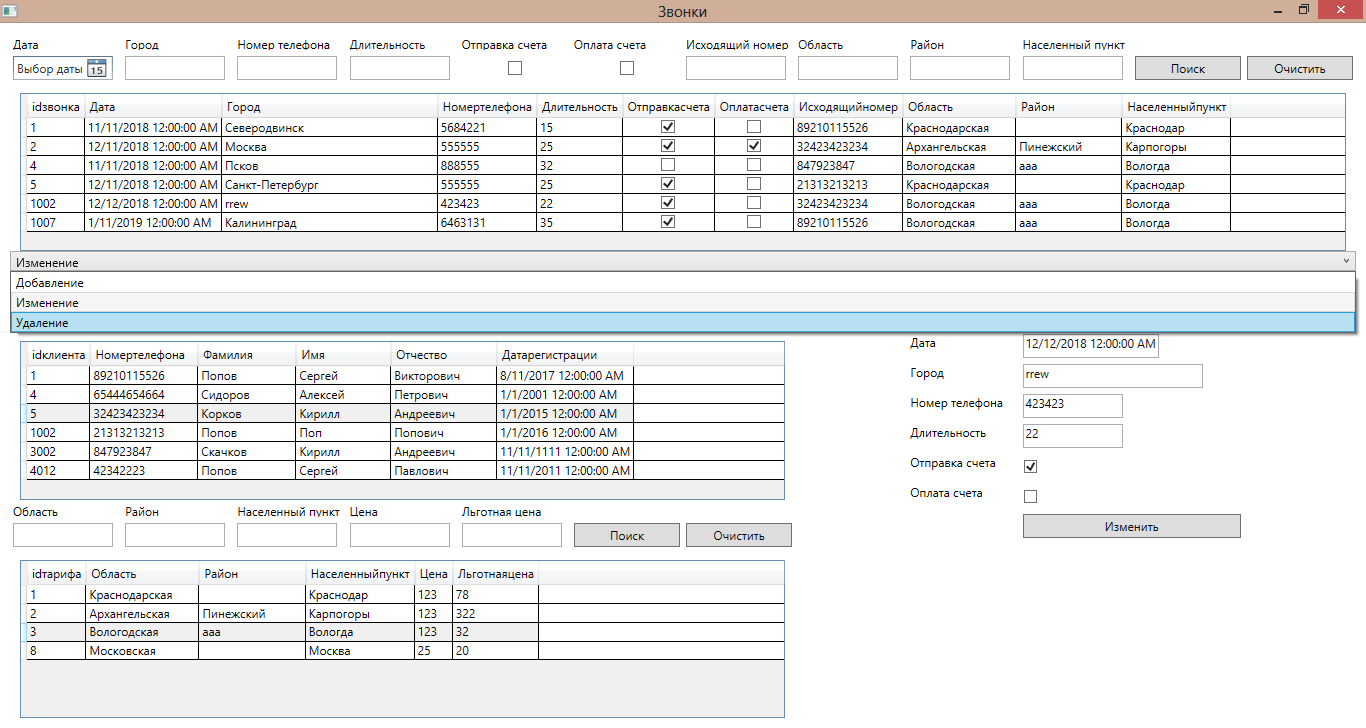 Звонки
Дата Город Номер телефона Длительность Отправка счета Оплата счета Исходящий номер Область Район Населенный пункт
Выбор даты 15 Поиск Очистить
idзвонка Дата Город Номертелефона Длительность Отправкасчета Оплатасчета Исходящийномер Область Район Населенныйпункт
1 11/11/2018 12:00:00 AM Северодвинск 5684221 15 89210115526 Краснодарская Краснодар
2 12/11/2018 12:00:00 AM Москва 555555 25 32423423234 Архангельская Пинежский Карпогоры
4 11/11/2018 12:00:00 AM Псков 888555 32 847923847 Вологодская ааа Вологда
5 12/11/2018 12:00:00 AM Санкт-Петербург 555555 25 21313213213 Краснодарская Краснодар
1002 12/12/2018 12:00:00 AM rrew 423423 22 32423423234 Вологодская ааа Вологда
1007 1/11/2019 12:00:00 AM Калининград 6463131 35 89210115526 Вологодская ааа Вологда
Изменение
Добавление
Изменение
Удаление
idклиента Номертелефона Фамилия Имя Отчество Датарегистрации
1 89210115526 Попов Сергей Викторович 8/11/2017 12:00:00 AM
4 65444654664 Сидоров Алексей Петрович 1/1/2001 12:00:00 AM
5 32423423234 Корков Кирилл Андреевич 1/1/2015 12:00:00 AM
1002 21313213213 Попов Поп Попович 1/1/2016 12:00:00 AM
3002 847923847 Скачков Кирилл Андреевич 11/11/1111 12:00:00 AM
4012 42342223 Попов Сергей Павлович 11/11/2011 12:00:00 AM
Дата 12/12/2018 12:00:00 AM
Город rrew
Номер телефона 423423
Длительность 22
Отправка счета
Оплата счета
Изменить
Область Район Населенный пункт Цена Льготная цена
Поиск Очистить
idтарифа Область Район Населенныйпункт Цена Льготнаяцена
1 Краснодарская Краснодар 123 78
2 Архангельская Пинежский Карпогоры 123 322
3 Вологодская ааа Вологда 123 32
8 Московская Москва 25 20